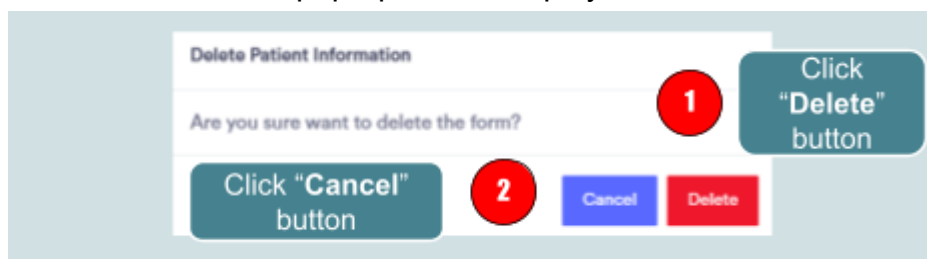 Delete Patient Information
Click
"Delete"
button
1
Are you sure want to delete the form?
Click "Cancel"
button
2
Cancel
Delete